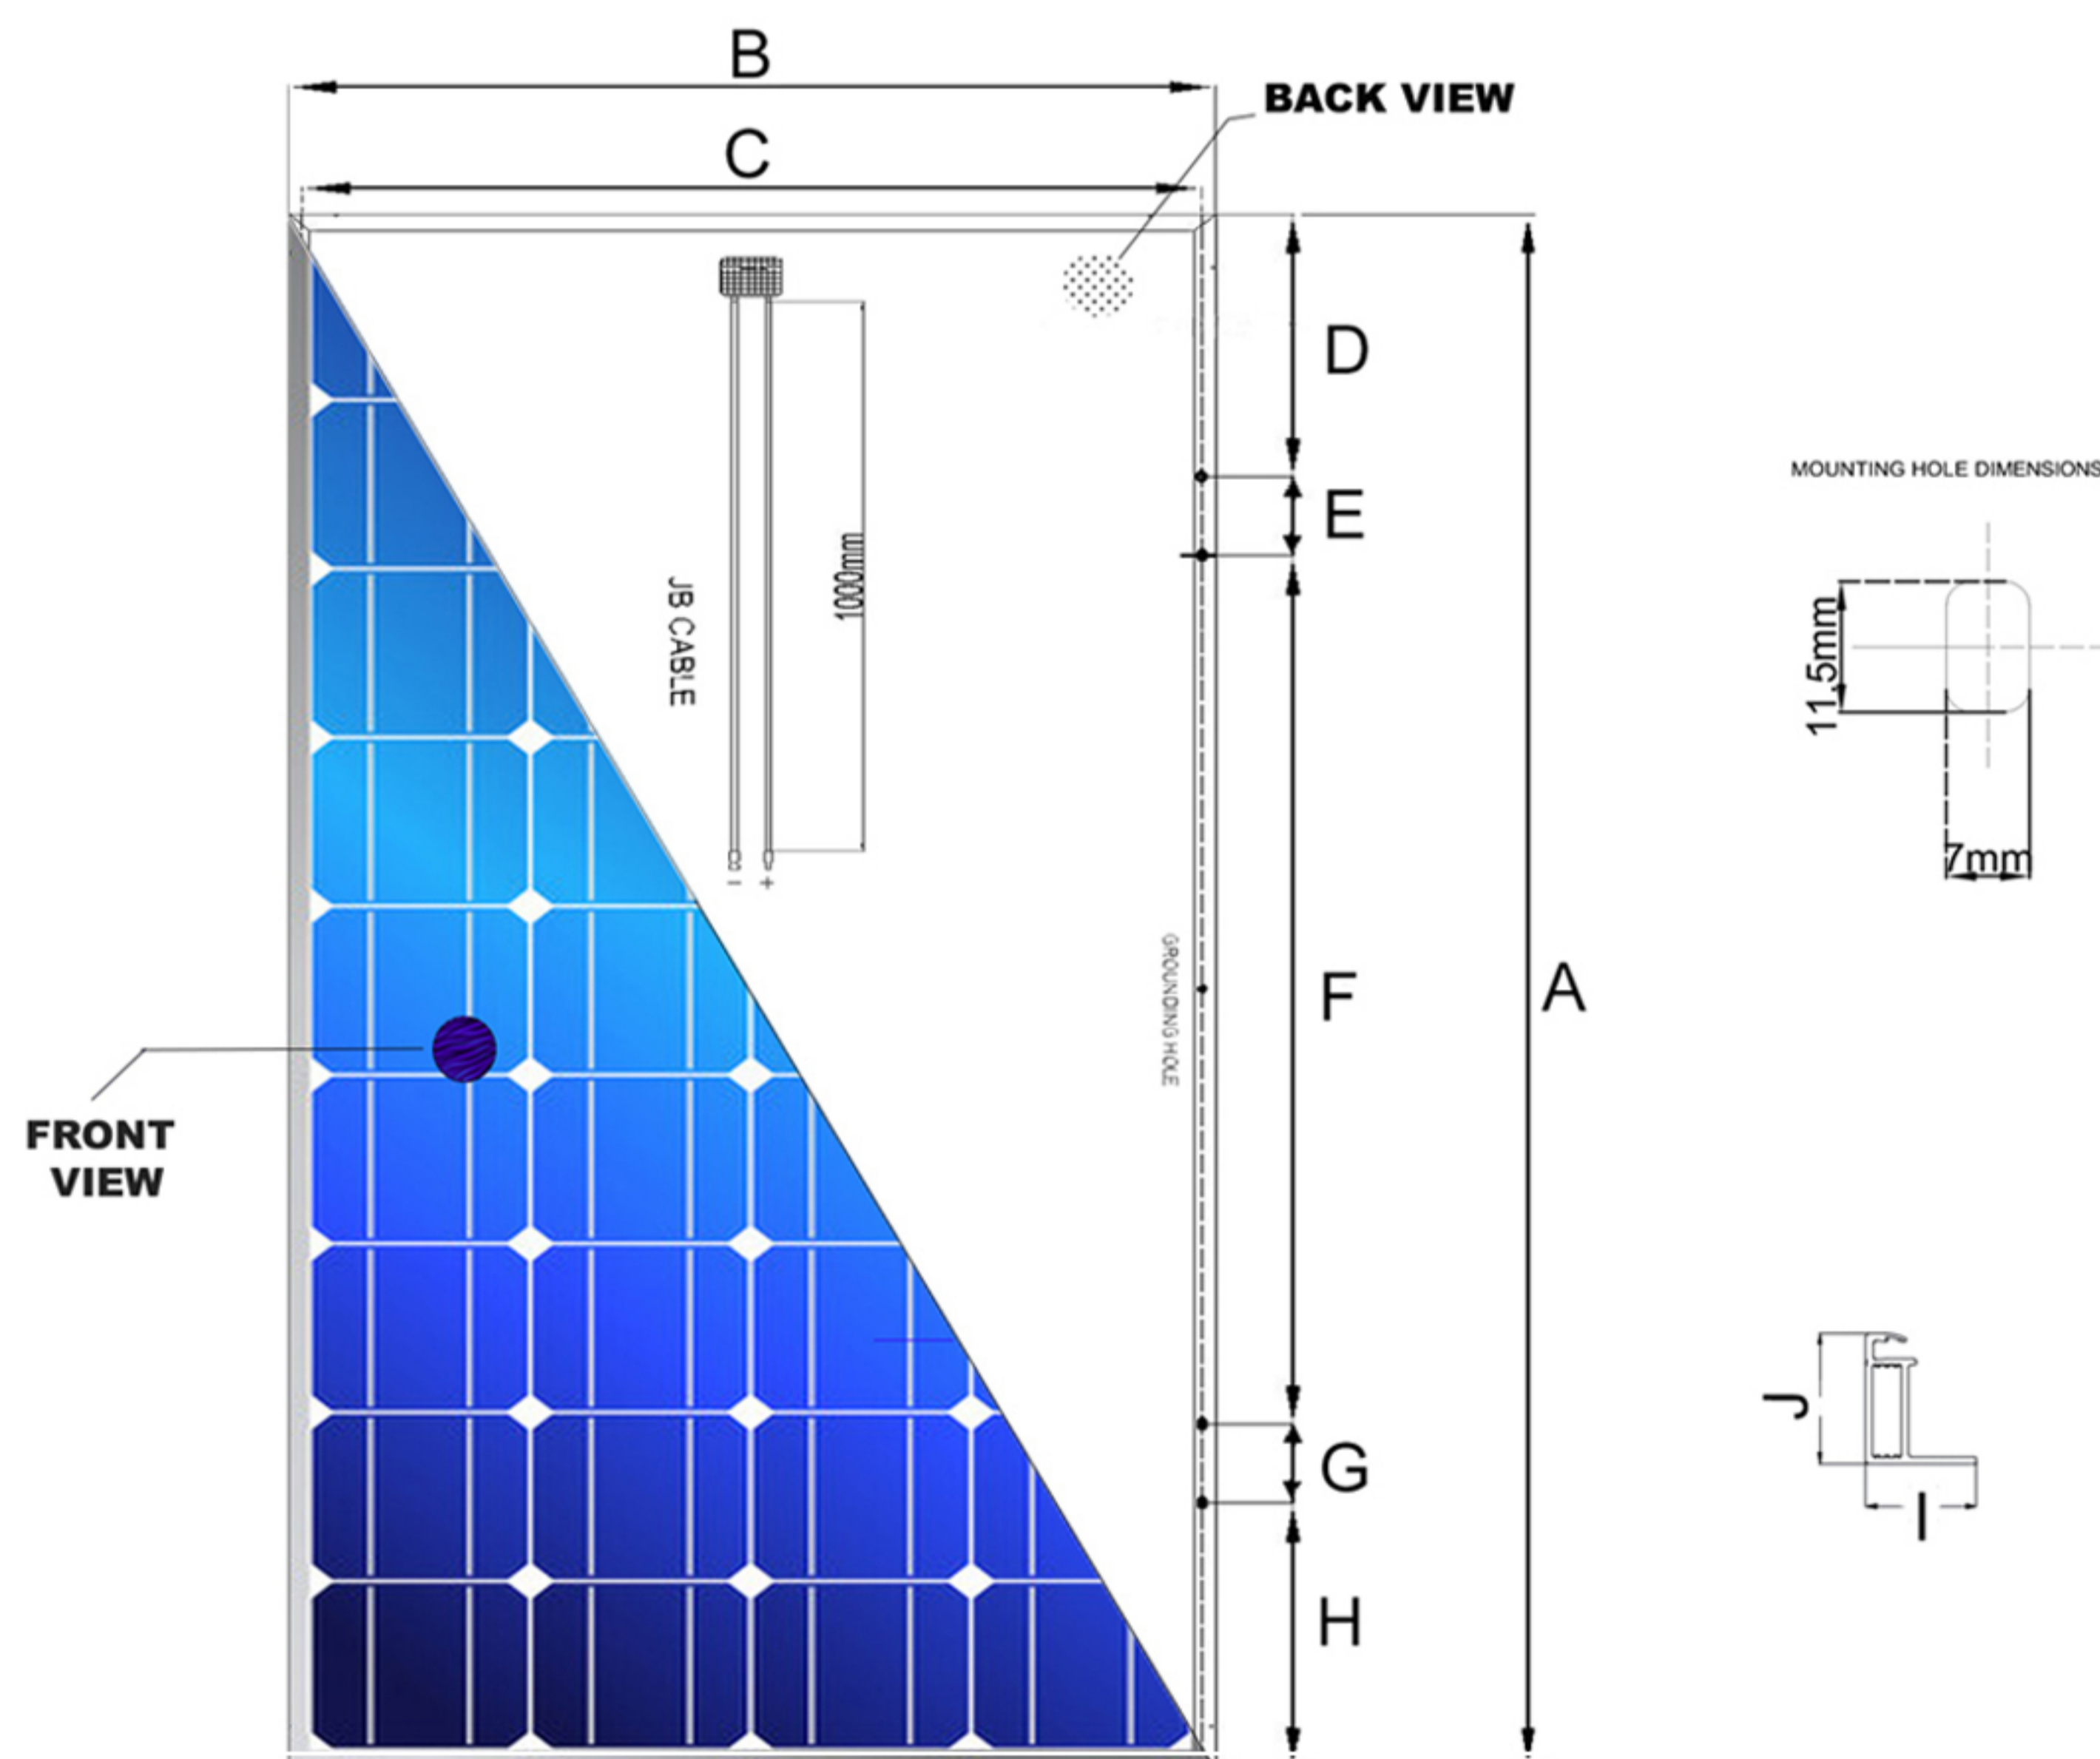 B
BACK VIEW
C
D
MOUNTING HOLE DIMENSIONS
E
1000mm
JB CABLE
11.5mm
7mm
- +
GROUNDING HOLE
F
A
FRONT
VIEW
J
G
I
H